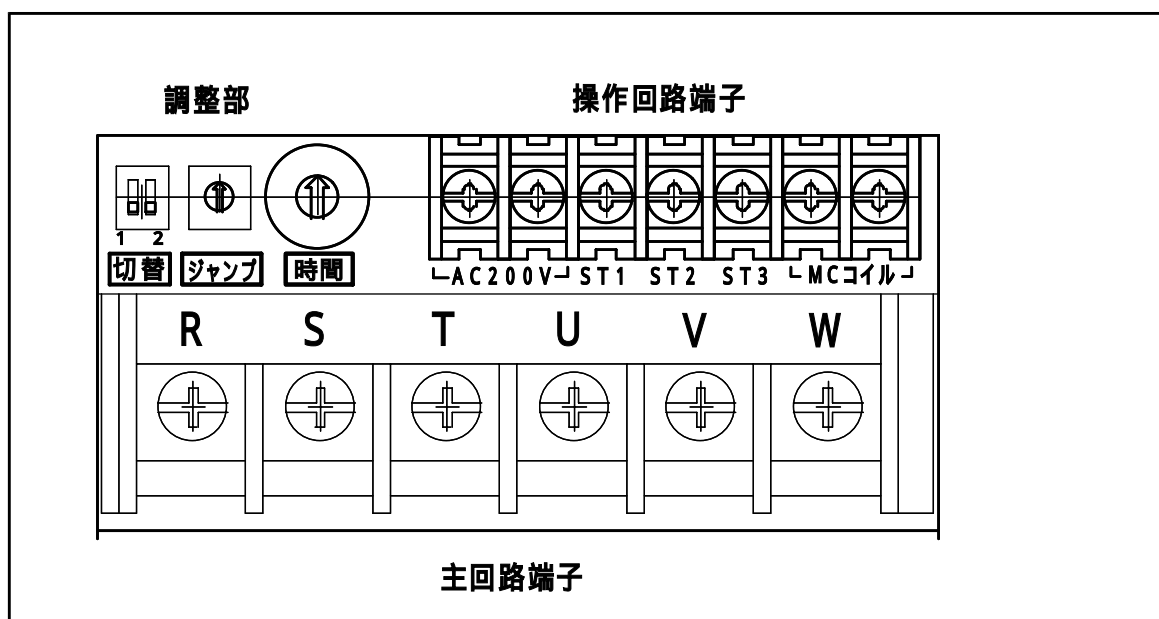 調整部
操作回路端子
1 2
切替 ジャンプ 時間
AC200V ST1 ST2 ST3 MCコイル
R S T U V W
主回路端子